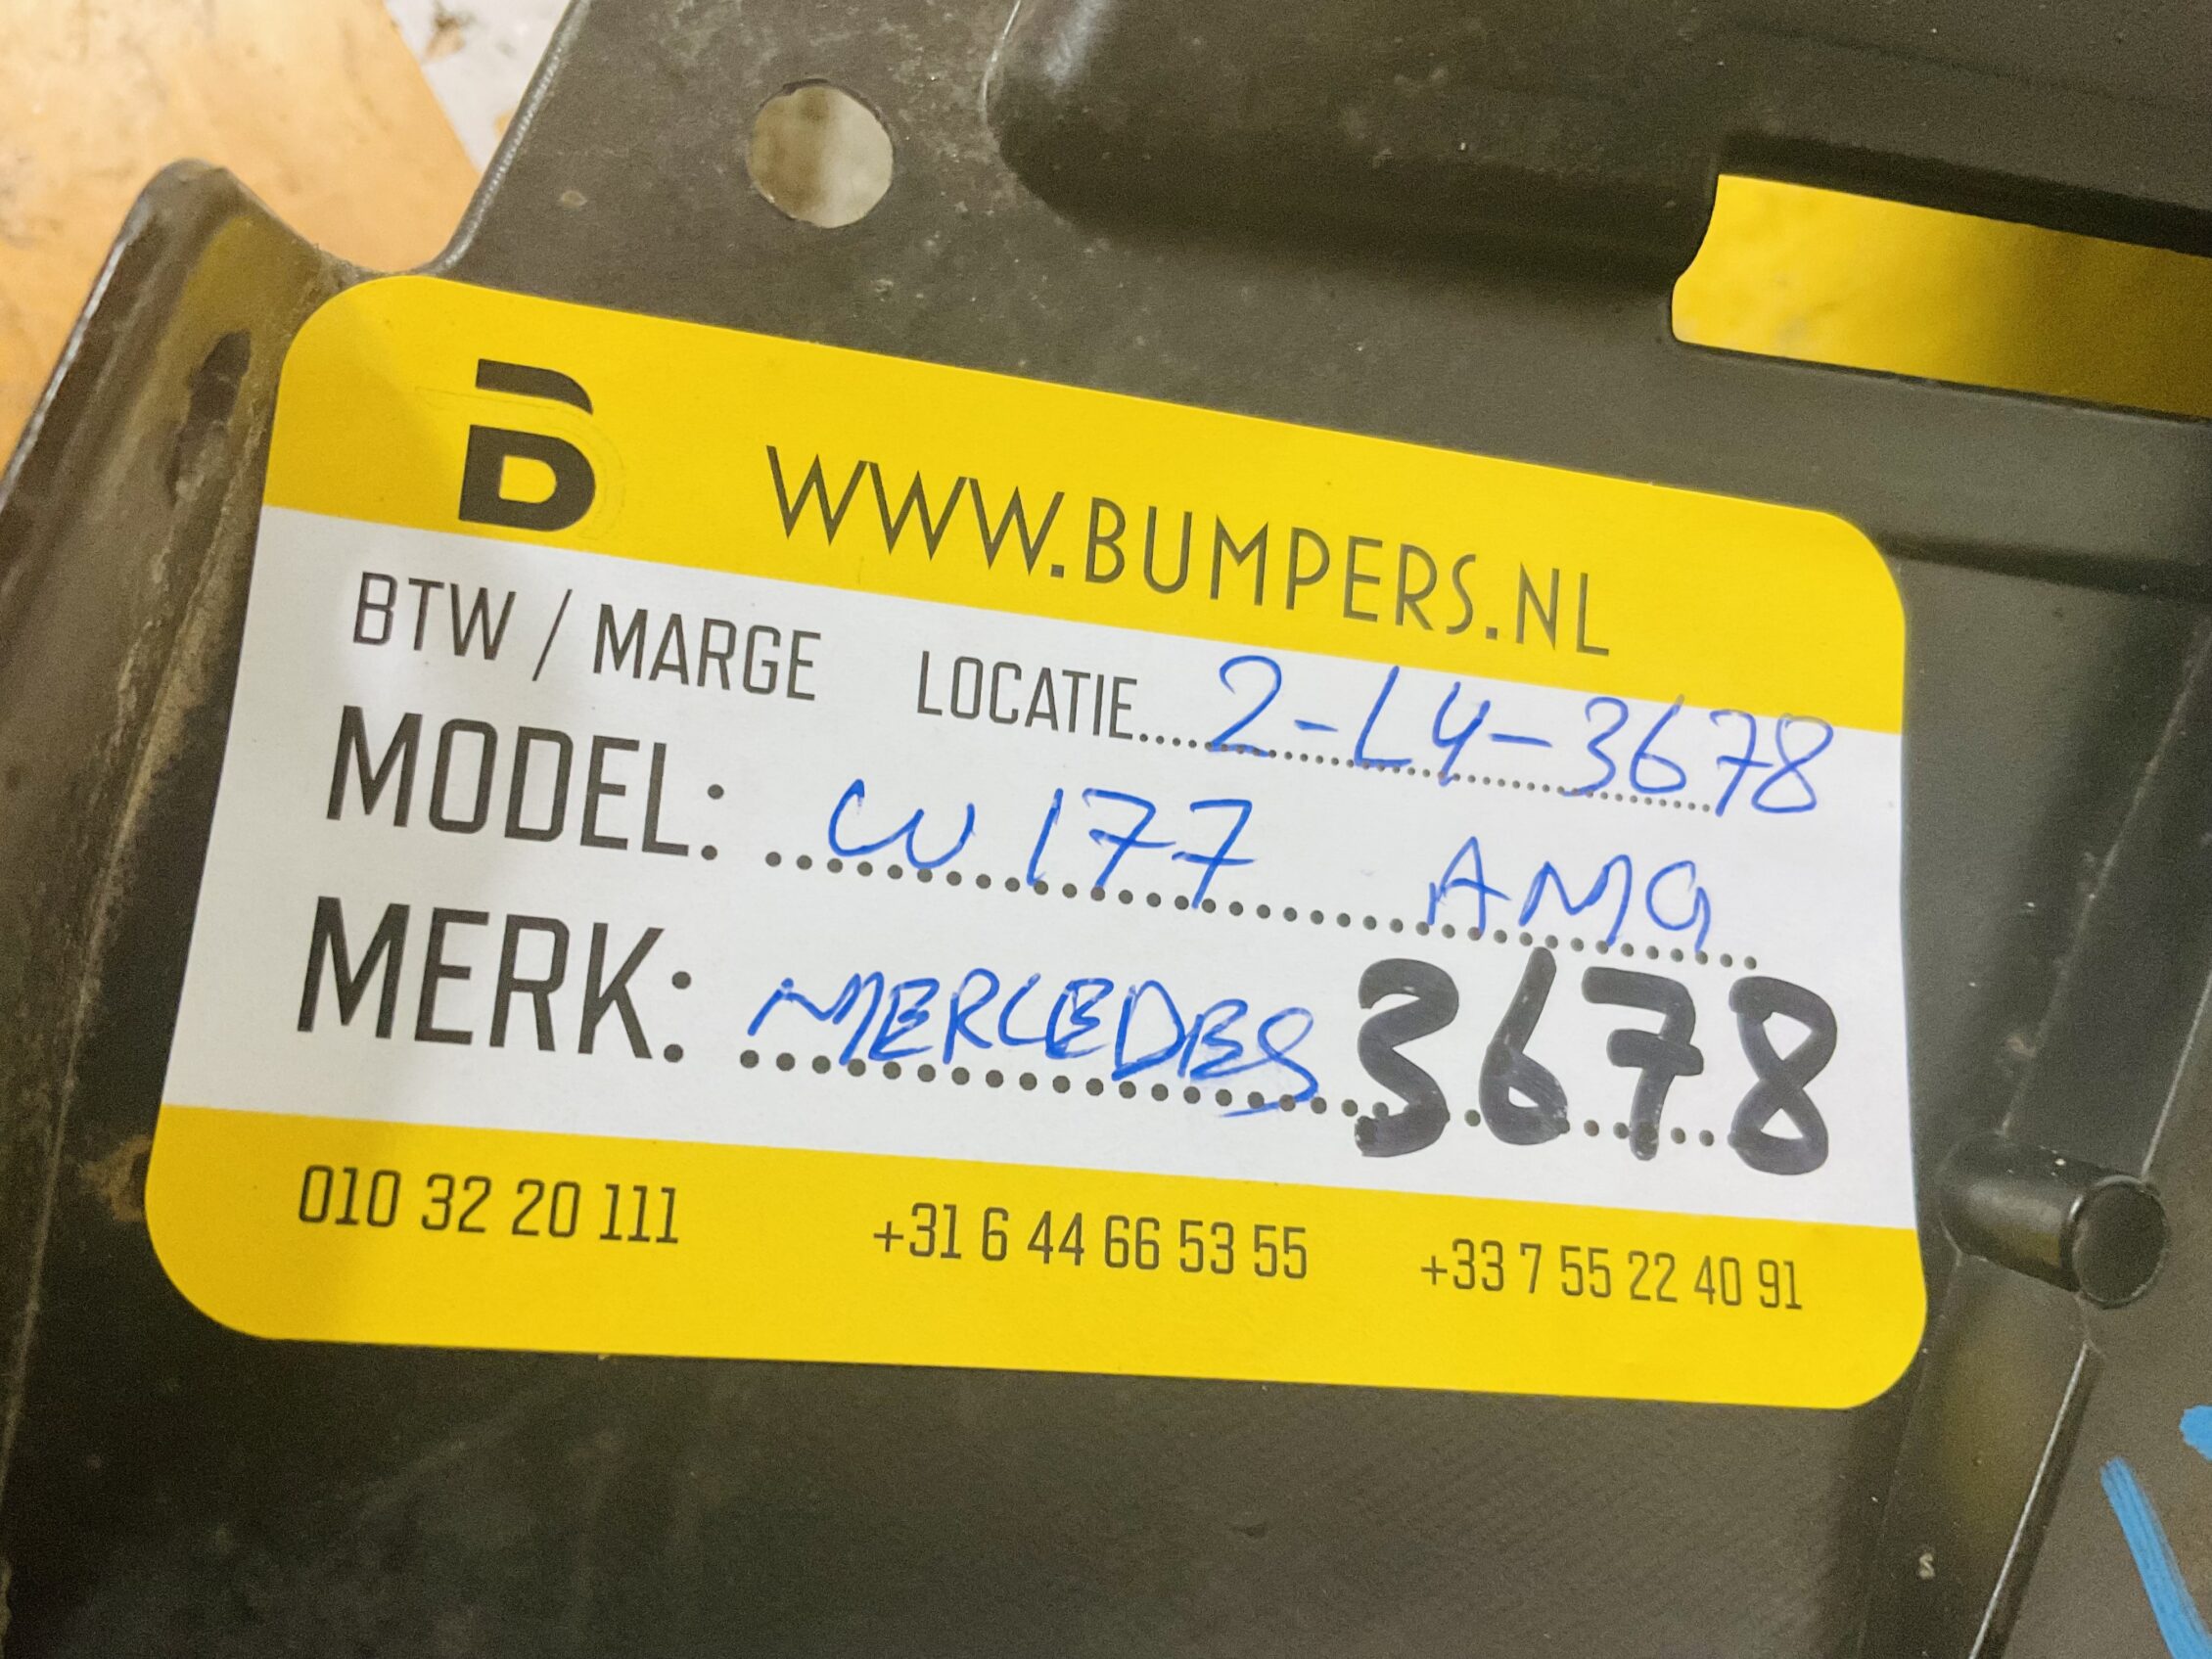 WWW.BUMPERS.NL
BTW / MARGE LOCATIE 2-L4-3678
MODEL: W177 AMG
MERK: MERCEDES 3678
010 32 20 111 +31 6 44 66 53 55 +33 7 55 22 40 91